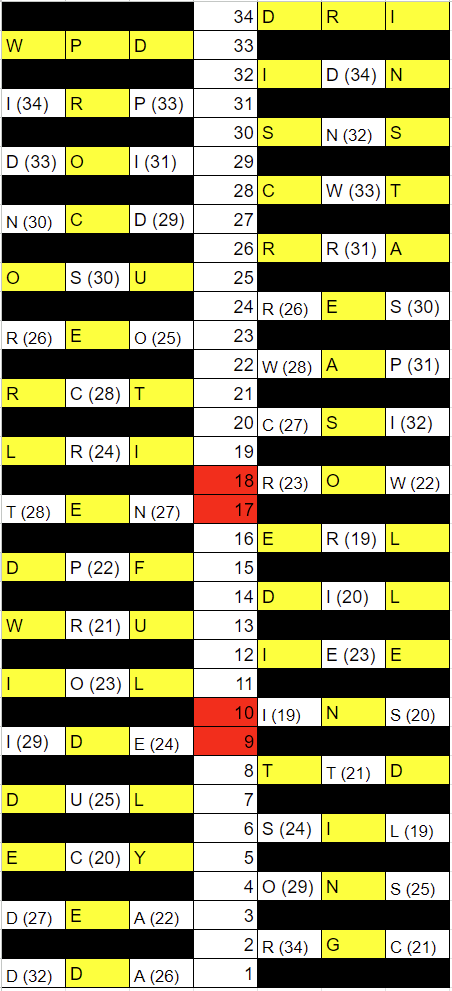 34 D R I
W P D 33
32 I D (34) N
I (34) R P (33) 31
30 S N (32) S
D (33) O I (31) 29
28 C W (33) T
N (30) C D (29) 27
26 R R (31) A
O S (30) U 25
24 R (26) E S (30)
R (26) E O (25) 23
22 W (28) A P (31)
R C (28) T 21
20 C (27) S I (32)
L R (24) I 19
18 R (23) O W (22)
T (28) E N (27) 17
16 E R (19) L
D P (22) F 15
14 D I (20) L
W R (21) U 13
12 I E (23) E
I O (23) L 11
10 I (19) N S (20)
I (29) D E (24) 9
8 T T (21) D
D U (25) L 7
6 S (24) I L (19)
E C (20) Y 5
4 O (29) N S (25)
D (27) E A (22) 3
2 R (34) G C (21)
D (32) D A (26) 1